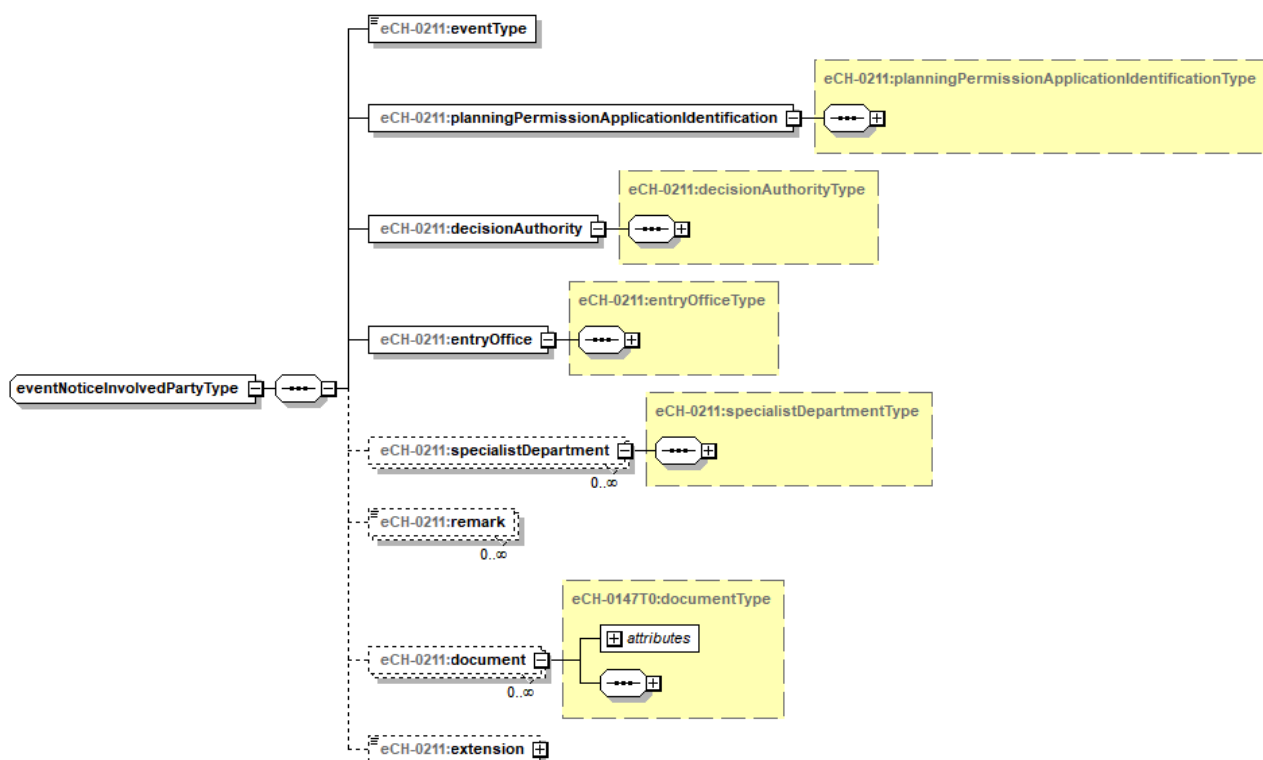 eCH-0211:eventType
eCH-0211:planningPermissionApplicationIdentificationType
eCH-0211:planningPermissionApplicationIdentification
eCH-0211:decisionAuthorityType
eCH-0211:decisionAuthority
eCH-0211:entryOfficeType
eCH-0211:entryOffice
eventNoticeInvolvedPartyType
eCH-0211:specialistDepartmentType
eCH-0211:specialistDepartment
0..∞
eCH-0211:remark
0..∞
eCH-0147T0:documentType
attributes
eCH-0211:document
0..∞
eCH-0211:extension